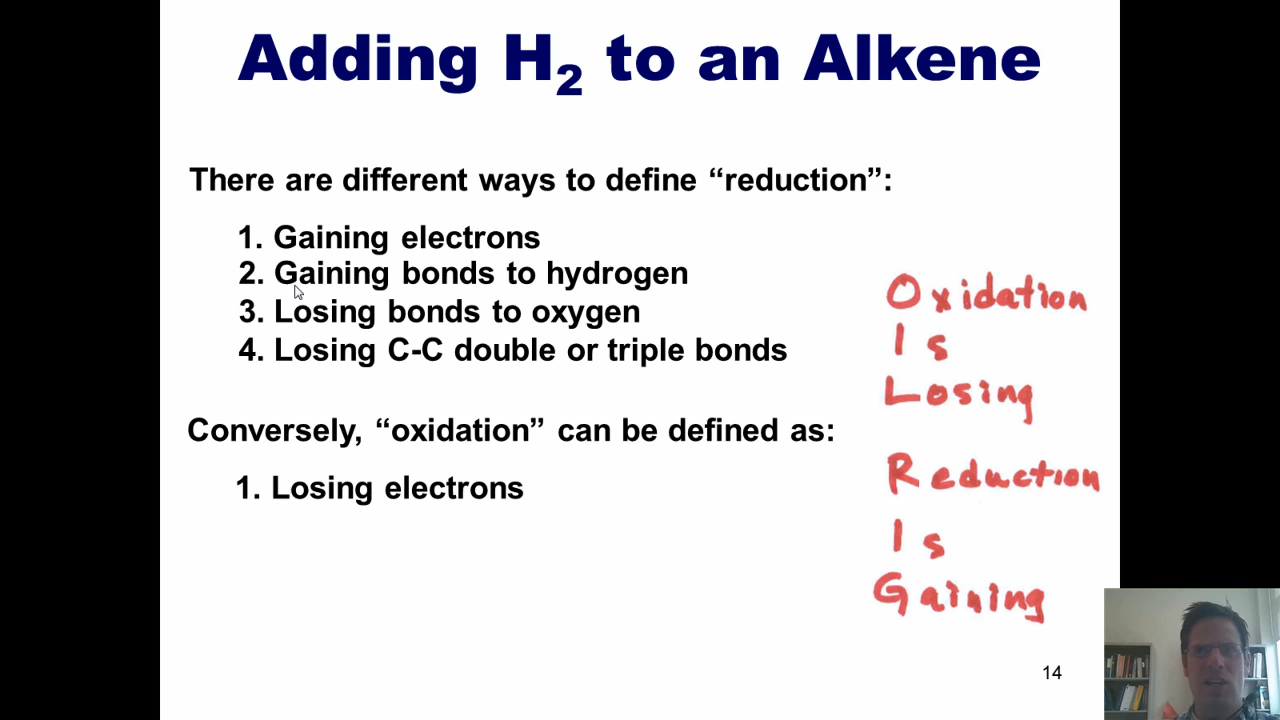 Adding H₂ to an Alkene
There are different ways to define “reduction”:
1. Gaining electrons
2. Gaining bonds to hydrogen
3. Losing bonds to oxygen
4. Losing C-C double or triple bonds
Conversely, “oxidation” can be defined as:
1. Losing electrons
Oxidation
Is
Losing
Reduction
Is
Gaining
14